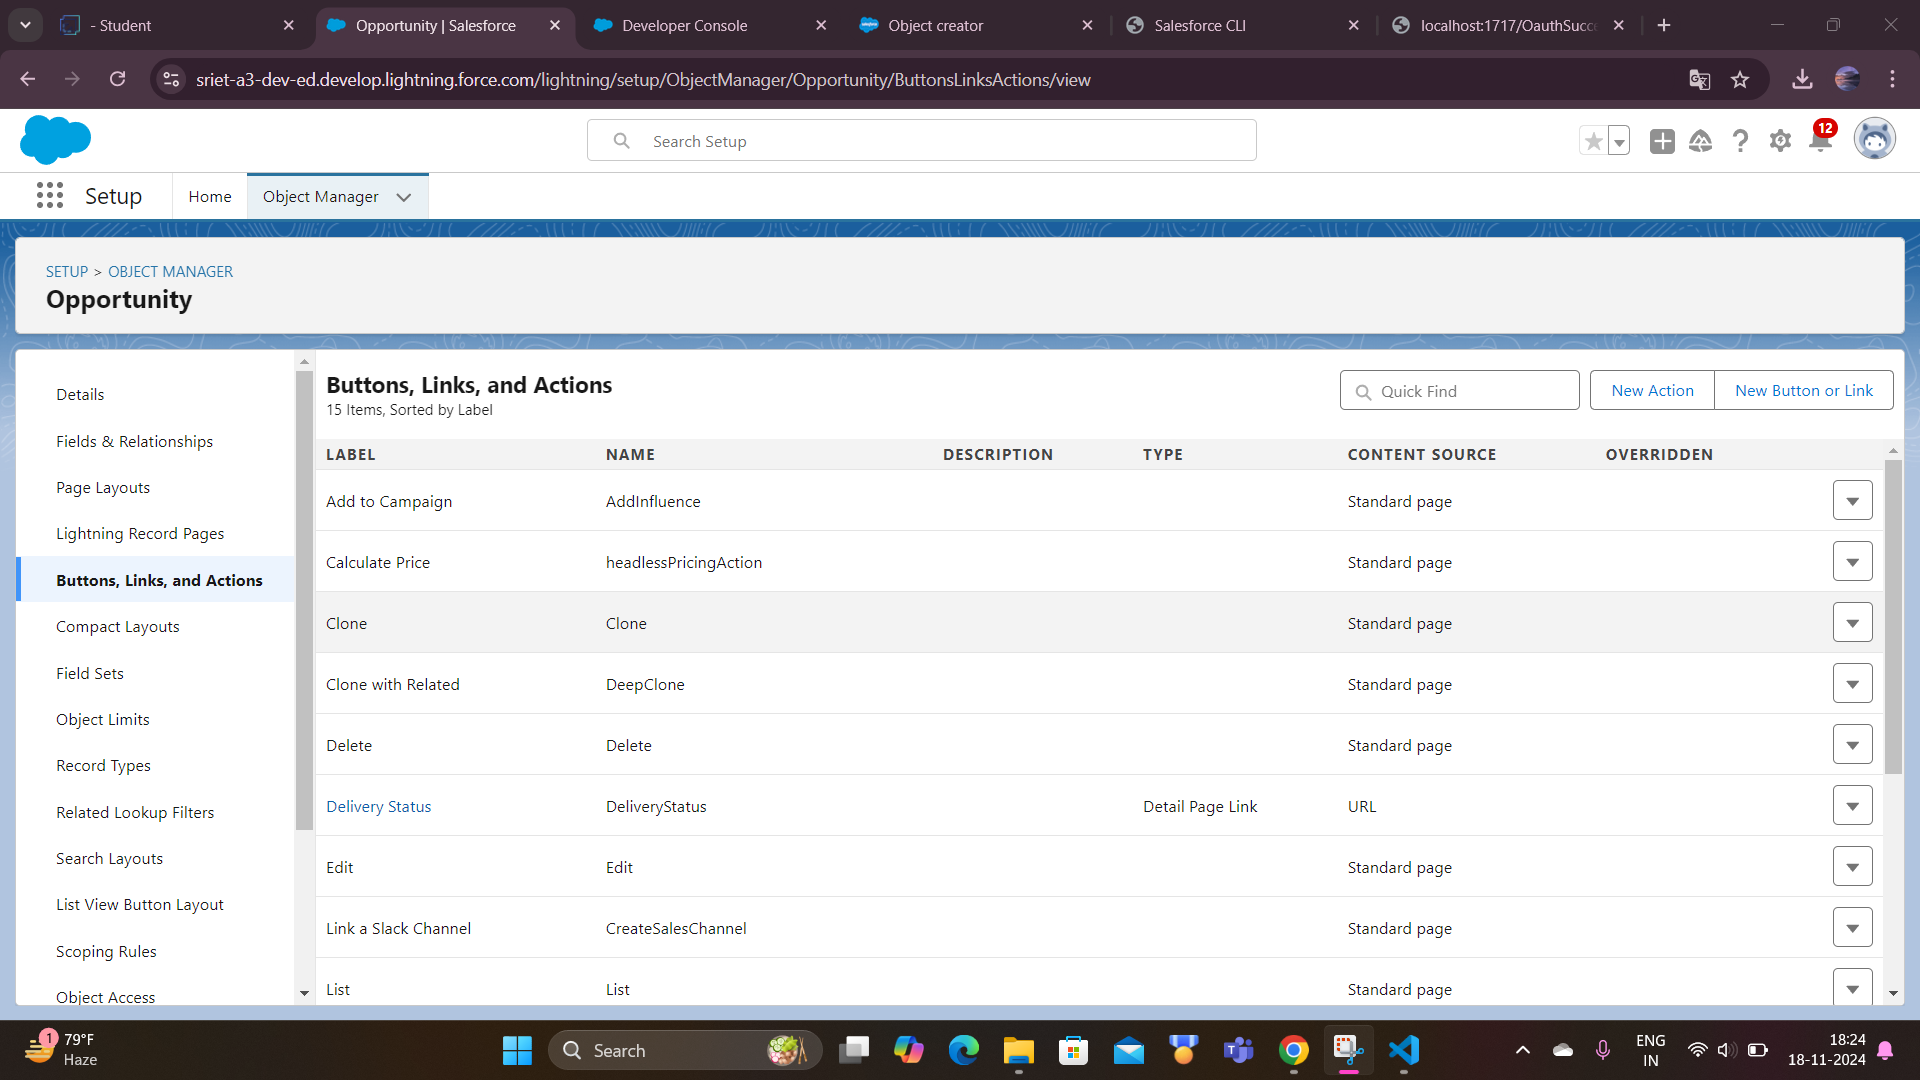 - Student
Opportunity | Salesforce
Developer Console
Object creator
Salesforce CLI
localhost:1717/OauthSucce
sriet-a3-dev-ed.develop.lightning.force.com/lightning/setup/ObjectManager/Opportunity/ButtonsLinksActions/view
Search Setup
12
Setup
Home
Object Manager
SETUP > OBJECT MANAGER
Opportunity
Details
Fields & Relationships
Page Layouts
Lightning Record Pages
Buttons, Links, and Actions
Compact Layouts
Field Sets
Object Limits
Record Types
Related Lookup Filters
Search Layouts
List View Button Layout
Scoping Rules
Object Access
Buttons, Links, and Actions
15 Items, Sorted by Label
Quick Find
New Action
New Button or Link
LABEL NAME DESCRIPTION TYPE CONTENT SOURCE OVERRIDDEN
Add to Campaign AddInfluence Standard page
Calculate Price headlessPricingAction Standard page
Clone Clone Standard page
Clone with Related DeepClone Standard page
Delete Delete Standard page
Delivery Status DeliveryStatus Detail Page Link URL
Edit Edit Standard page
Link a Slack Channel CreateSalesChannel Standard page
List List Standard page
1
79°F
Haze
Search
ENG
IN
18:24
18-11-2024